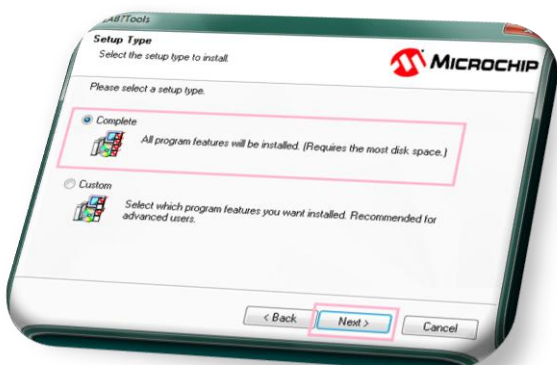 Setup Type
Select the setup type to install.
MICROCHIP
Please select a setup type.
Complete
All program features will be installed. (Requires the most disk space.)
Custom
Select which program features you want installed. Recommended for
advanced users.
< Back
Next >
Cancel